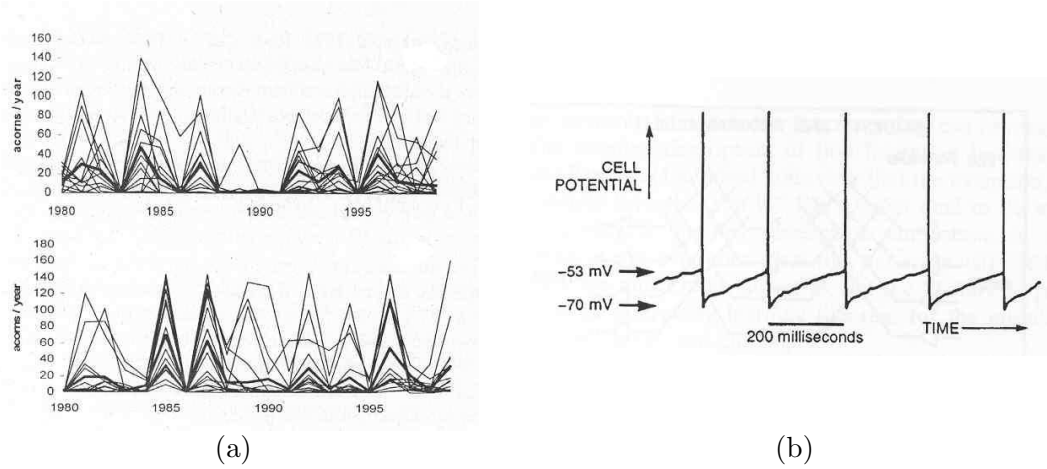 160
140
120
100
80
60
40
20
0
acorns / year
1980 1985 1990 1995
180
160
140
120
100
80
60
40
20
0
acorns / year
1980 1985 1990 1995
(a)
CELL
POTENTIAL
–53 mV
–70 mV
200 milliseconds
TIME
(b)